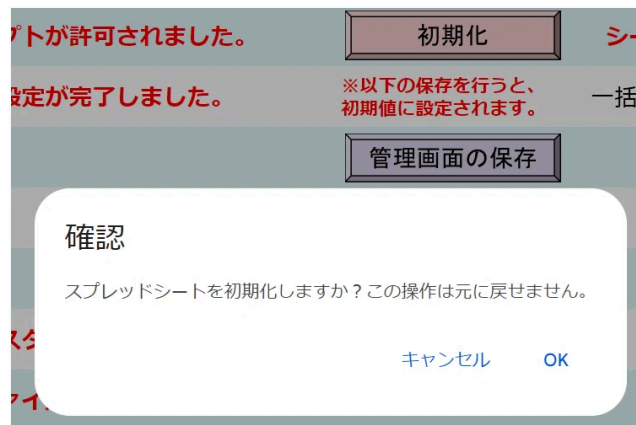 プトが許可されました。
初期化
シー
設定が完了しました。
※以下の保存を行うと、
初期値に設定されます。
一括
管理画面の保存
確認
スプレッドシートを初期化しますか？この操作は元に戻せません。
スタ
キャンセル
OK
アイ